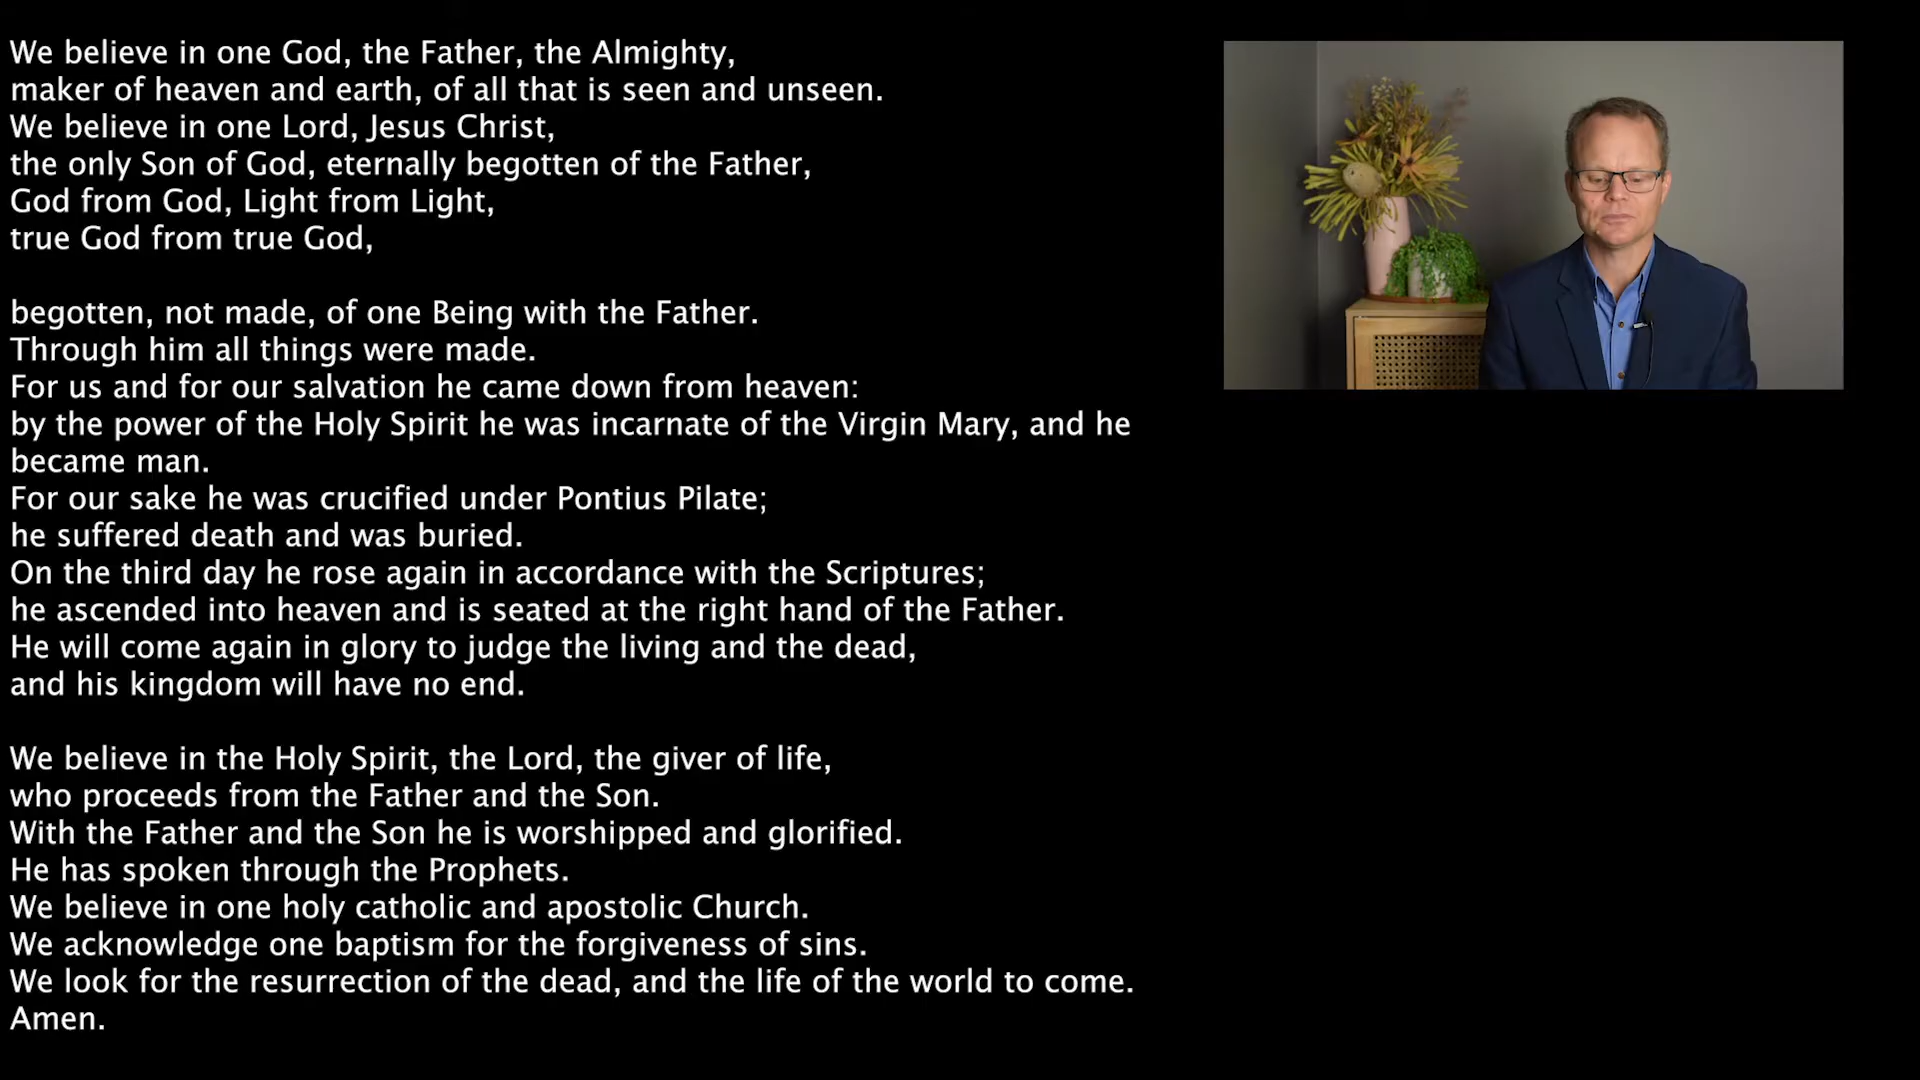 We believe in one God, the Father, the Almighty,
maker of heaven and earth, of all that is seen and unseen.
We believe in one Lord, Jesus Christ,
the only Son of God, eternally begotten of the Father,
God from God, Light from Light,
true God from true God,
begotten, not made, of one Being with the Father.
Through him all things were made.
For us and for our salvation he came down from heaven:
by the power of the Holy Spirit he was incarnate of the Virgin Mary, and he
became man.
For our sake he was crucified under Pontius Pilate;
he suffered death and was buried.
On the third day he rose again in accordance with the Scriptures;
he ascended into heaven and is seated at the right hand of the Father.
He will come again in glory to judge the living and the dead,
and his kingdom will have no end.
We believe in the Holy Spirit, the Lord, the giver of life,
who proceeds from the Father and the Son.
With the Father and the Son he is worshipped and glorified.
He has spoken through the Prophets.
We believe in one holy catholic and apostolic Church.
We acknowledge one baptism for the forgiveness of sins.
We look for the resurrection of the dead, and the life of the world to come.
Amen.